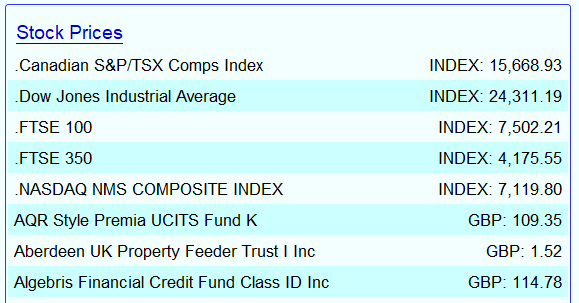 Stock Prices
.Canadian S&P/TSX Comps Index INDEX: 15,668.93
.Dow Jones Industrial Average INDEX: 24,311.19
.FTSE 100 INDEX: 7,502.21
.FTSE 350 INDEX: 4,175.55
.NASDAQ NMS COMPOSITE INDEX INDEX: 7,119.80
AQR Style Premia UCITS Fund K GBP: 109.35
Aberdeen UK Property Feeder Trust I Inc GBP: 1.52
Algebris Financial Credit Fund Class ID Inc GBP: 114.78